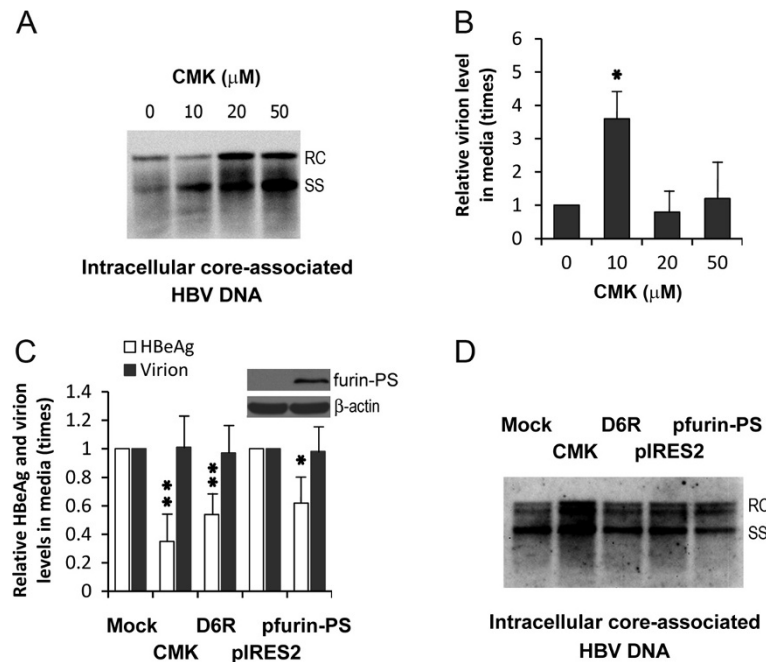 A
CMK (μM)
0 10 20 50
RC
SS
Intracellular core-associated
HBV DNA
B
Relative virion level
in media (times)
6
5
4
3
2
1
0
*
0 10 20 50
CMK (μM)
C
HBeAg
Virion
Relative HBeAg and virion
levels in media (times)
1.4
1.2
1
0.8
0.6
0.4
0.2
0
**
**
*
furin-PS
β-actin
Mock D6R pfurin-PS
CMK pIRES2
D
Mock D6R pfurin-PS
CMK pIRES2
RC
SS
Intracellular core-associated
HBV DNA